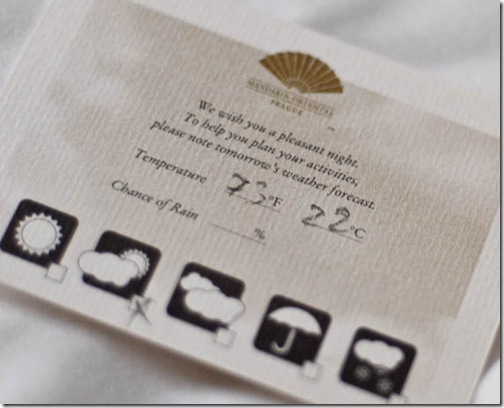 MANDARIN ORIENTAL
PRAGUE
We wish you a pleasant night.
To help you plan your activities,
please note tomorrow's weather forecast.
Temperature 73 °F 22 °C
Chance of Rain ____ %